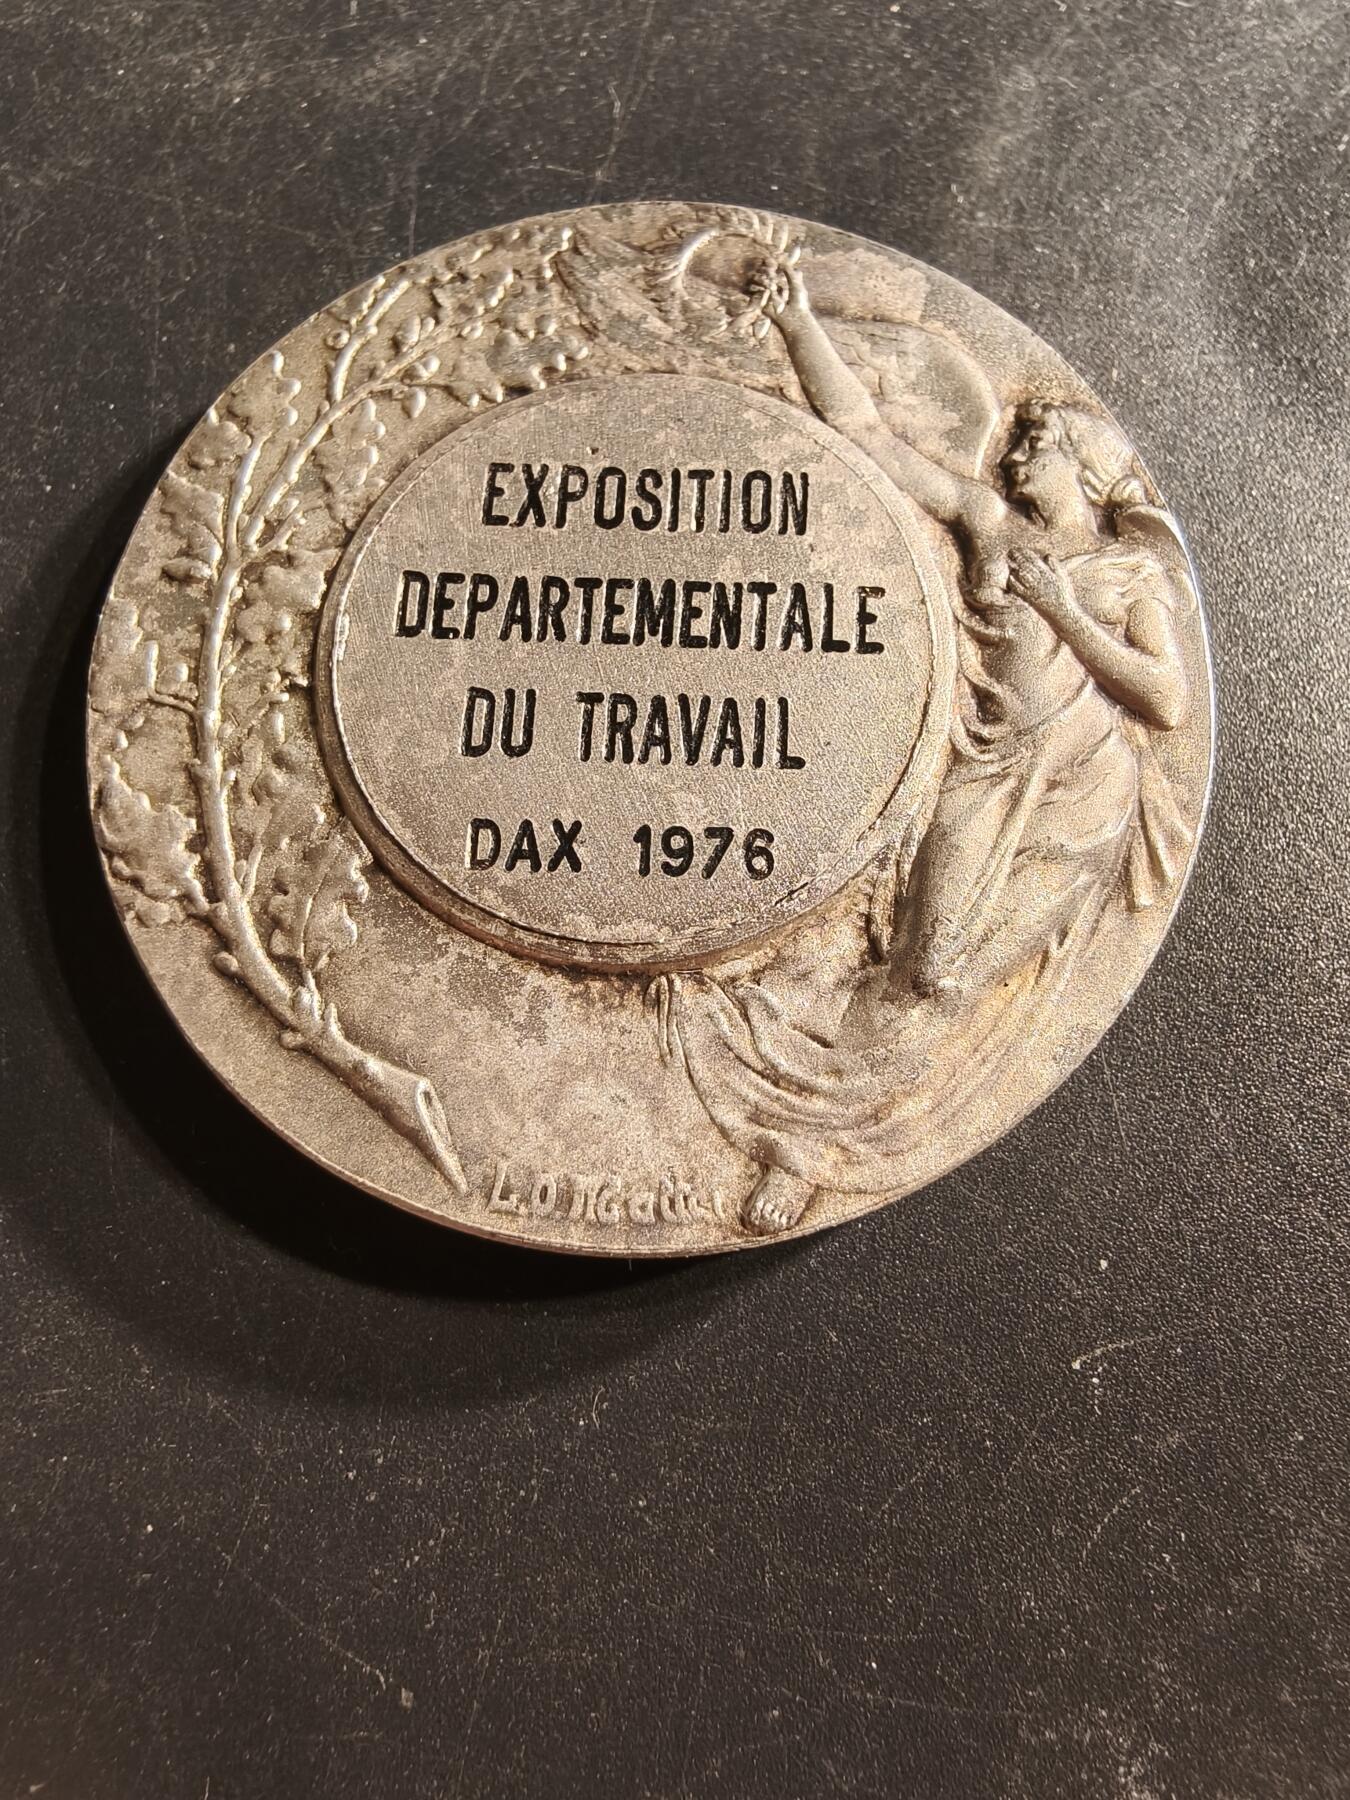 EXPOSITION
DEPARTEMENTALE
DU TRAVAIL
DAX 1976